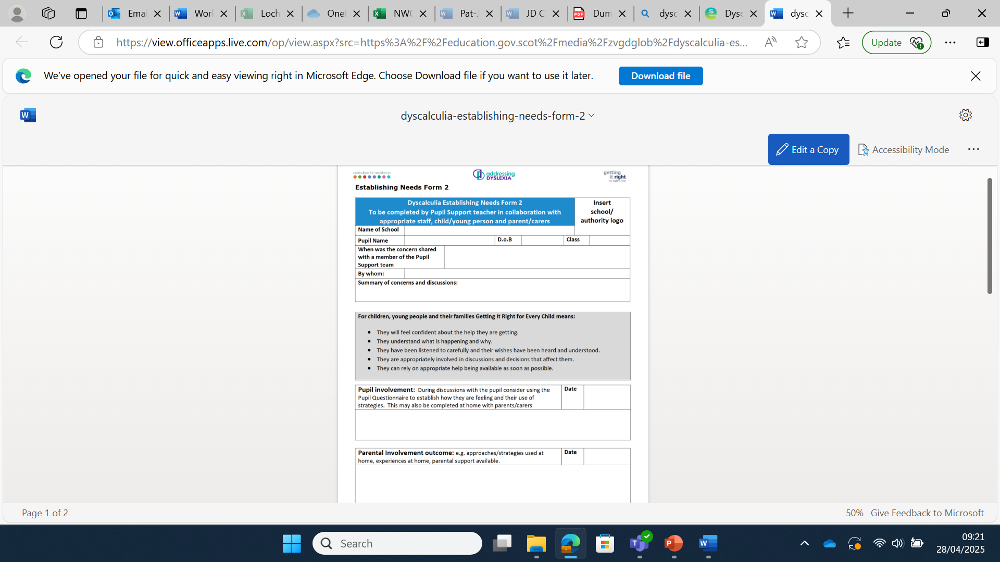 Emai
Worl
Loch
OneI
NWC
Pat-J
JD C
Dum
dysc
Dysc
dysc
https://view.officeapps.live.com/op/view.aspx?src=https%3A%2F%2Feducation.gov.scot%2Fmedia%2Fzvgdglob%2Fdyscalculia-es...
Update
We've opened your file for quick and easy viewing right in Microsoft Edge. Choose Download file if you want to use it later.
Download file
dyscalculia-establishing-needs-form-2
Edit a Copy
Accessibility Mode
curriculum for excellence
addressing
DYSLEXIA
getting
it right
for every child
Establishing Needs Form 2
Dyscalculia Establishing Needs Form 2
To be completed by Pupil Support teacher in collaboration with
appropriate staff, child/young person and parent/carers
Insert
school/
authority logo
Name of School
Pupil Name
D.o.B
Class
When was the concern shared
with a member of the Pupil
Support team
By whom:
Summary of concerns and discussions:
For children, young people and their families Getting It Right for Every Child means:
• They will feel confident about the help they are getting.
• They understand what is happening and why.
• They have been listened to carefully and their wishes have been heard and understood.
• They are appropriately involved in discussions and decisions that affect them.
• They can rely on appropriate help being available as soon as possible.
Pupil involvement: During discussions with the pupil consider using the
Pupil Questionnaire to establish how they are feeling and their use of
strategies. This may also be completed at home with parents/carers
Date
Parental Involvement outcome: e.g. approaches/strategies used at
home, experiences at home, parental support available.
Date
Page 1 of 2
50%
Give Feedback to Microsoft
Search
09:21
28/04/2025